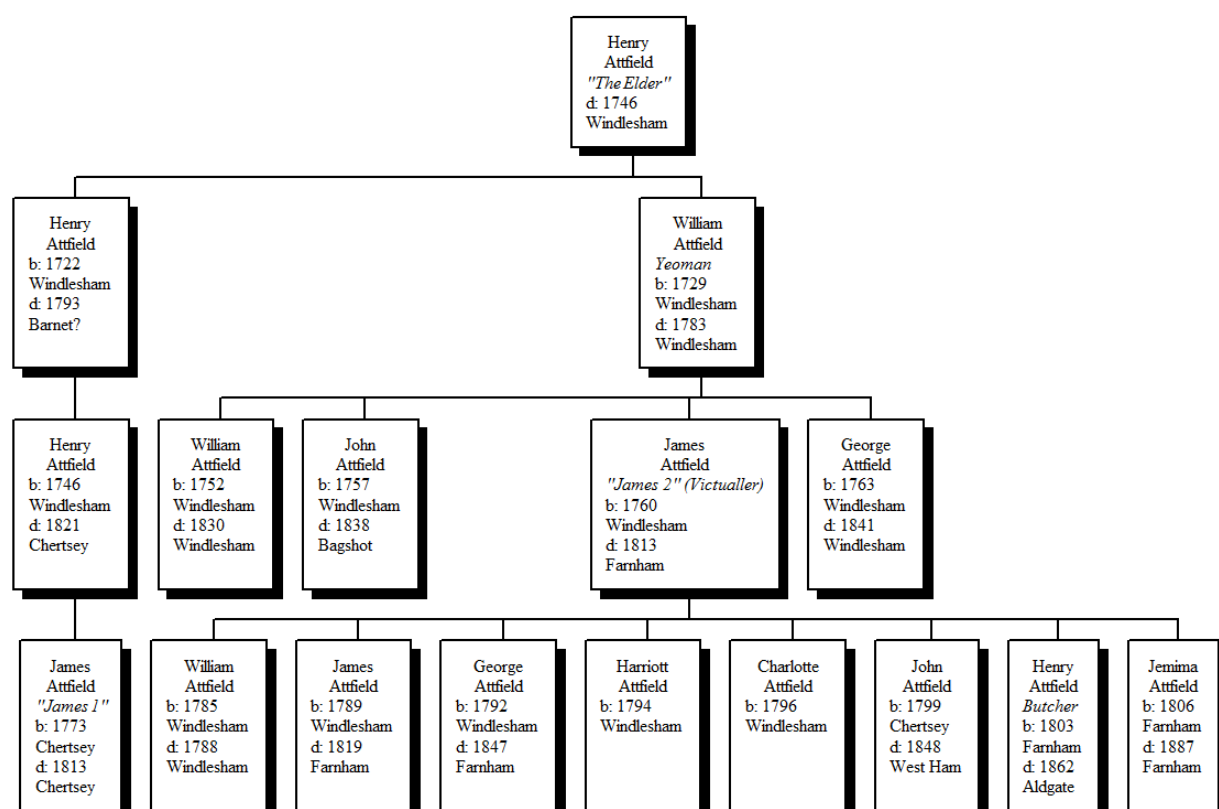 Henry
Attfield
"The Elder"
d: 1746
Windlesham
Henry
Attfield
b: 1722
Windlesham
d: 1793
Barnet?
William
Attfield
Yeoman
b: 1729
Windlesham
d: 1783
Windlesham
Henry
Attfield
b: 1746
Windlesham
d: 1821
Chertsey
William
Attfield
b: 1752
Windlesham
d: 1830
Windlesham
John
Attfield
b: 1757
Windlesham
d: 1838
Bagshot
James
Attfield
"James 2" (Victualler)
b: 1760
Windlesham
d: 1813
Farnham
George
Attfield
b: 1763
Windlesham
d: 1841
Windlesham
James
Attfield
"James 1"
b: 1773
Chertsey
d: 1813
Chertsey
William
Attfield
b: 1785
Windlesham
d: 1788
Windlesham
James
Attfield
b: 1789
Windlesham
d: 1819
Farnham
George
Attfield
b: 1792
Windlesham
d: 1847
Farnham
Harriott
Attfield
b: 1794
Windlesham
Charlotte
Attfield
b: 1796
Windlesham
John
Attfield
b: 1799
Chertsey
d: 1848
West Ham
Henry
Attfield
Butcher
b: 1803
Farnham
d: 1862
Aldgate
Jemima
Attfield
b: 1806
Farnham
d: 1887
Farnham